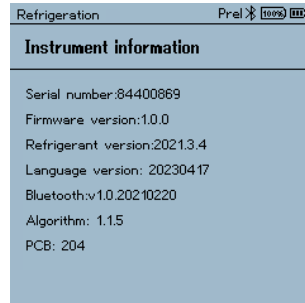 Refrigeration Prel 100%
Instrument information
Serial number:84400869
Firmware version:1.0.0
Refrigerant version:2021.3.4
Language version: 20230417
Bluetooth:v1.0.20210220
Algorithm: 1.1.5
PCB: 204